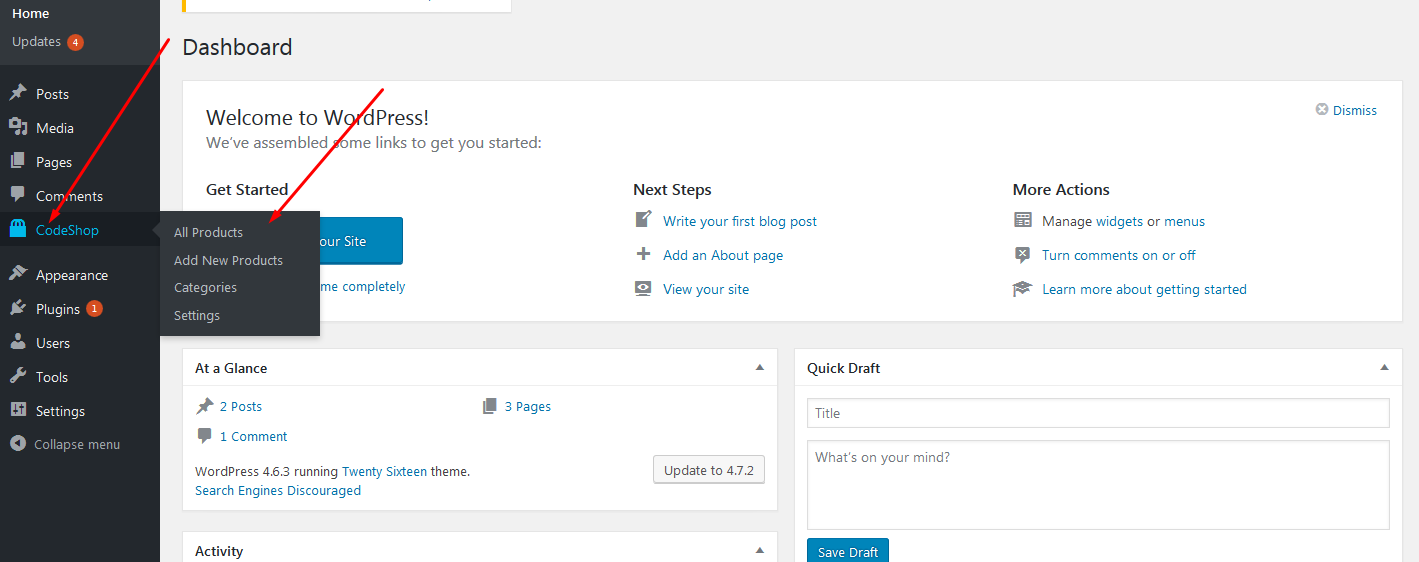 Home
Updates 4
Posts
Media
Pages
Comments
CodeShop
Appearance
Plugins 1
Users
Tools
Settings
Collapse menu
All Products
Add New Products
Categories
Settings
Dashboard
Welcome to WordPress!
We've assembled some links to get you started:
Dismiss
Get Started
our Site
me completely
Next Steps
Write your first blog post
Add an About page
View your site
More Actions
Manage widgets or menus
Turn comments on or off
Learn more about getting started
At a Glance
2 Posts
3 Pages
1 Comment
WordPress 4.6.3 running Twenty Sixteen theme.
Update to 4.7.2
Search Engines Discouraged
Activity
Quick Draft
Title
What's on your mind?
Save Draft